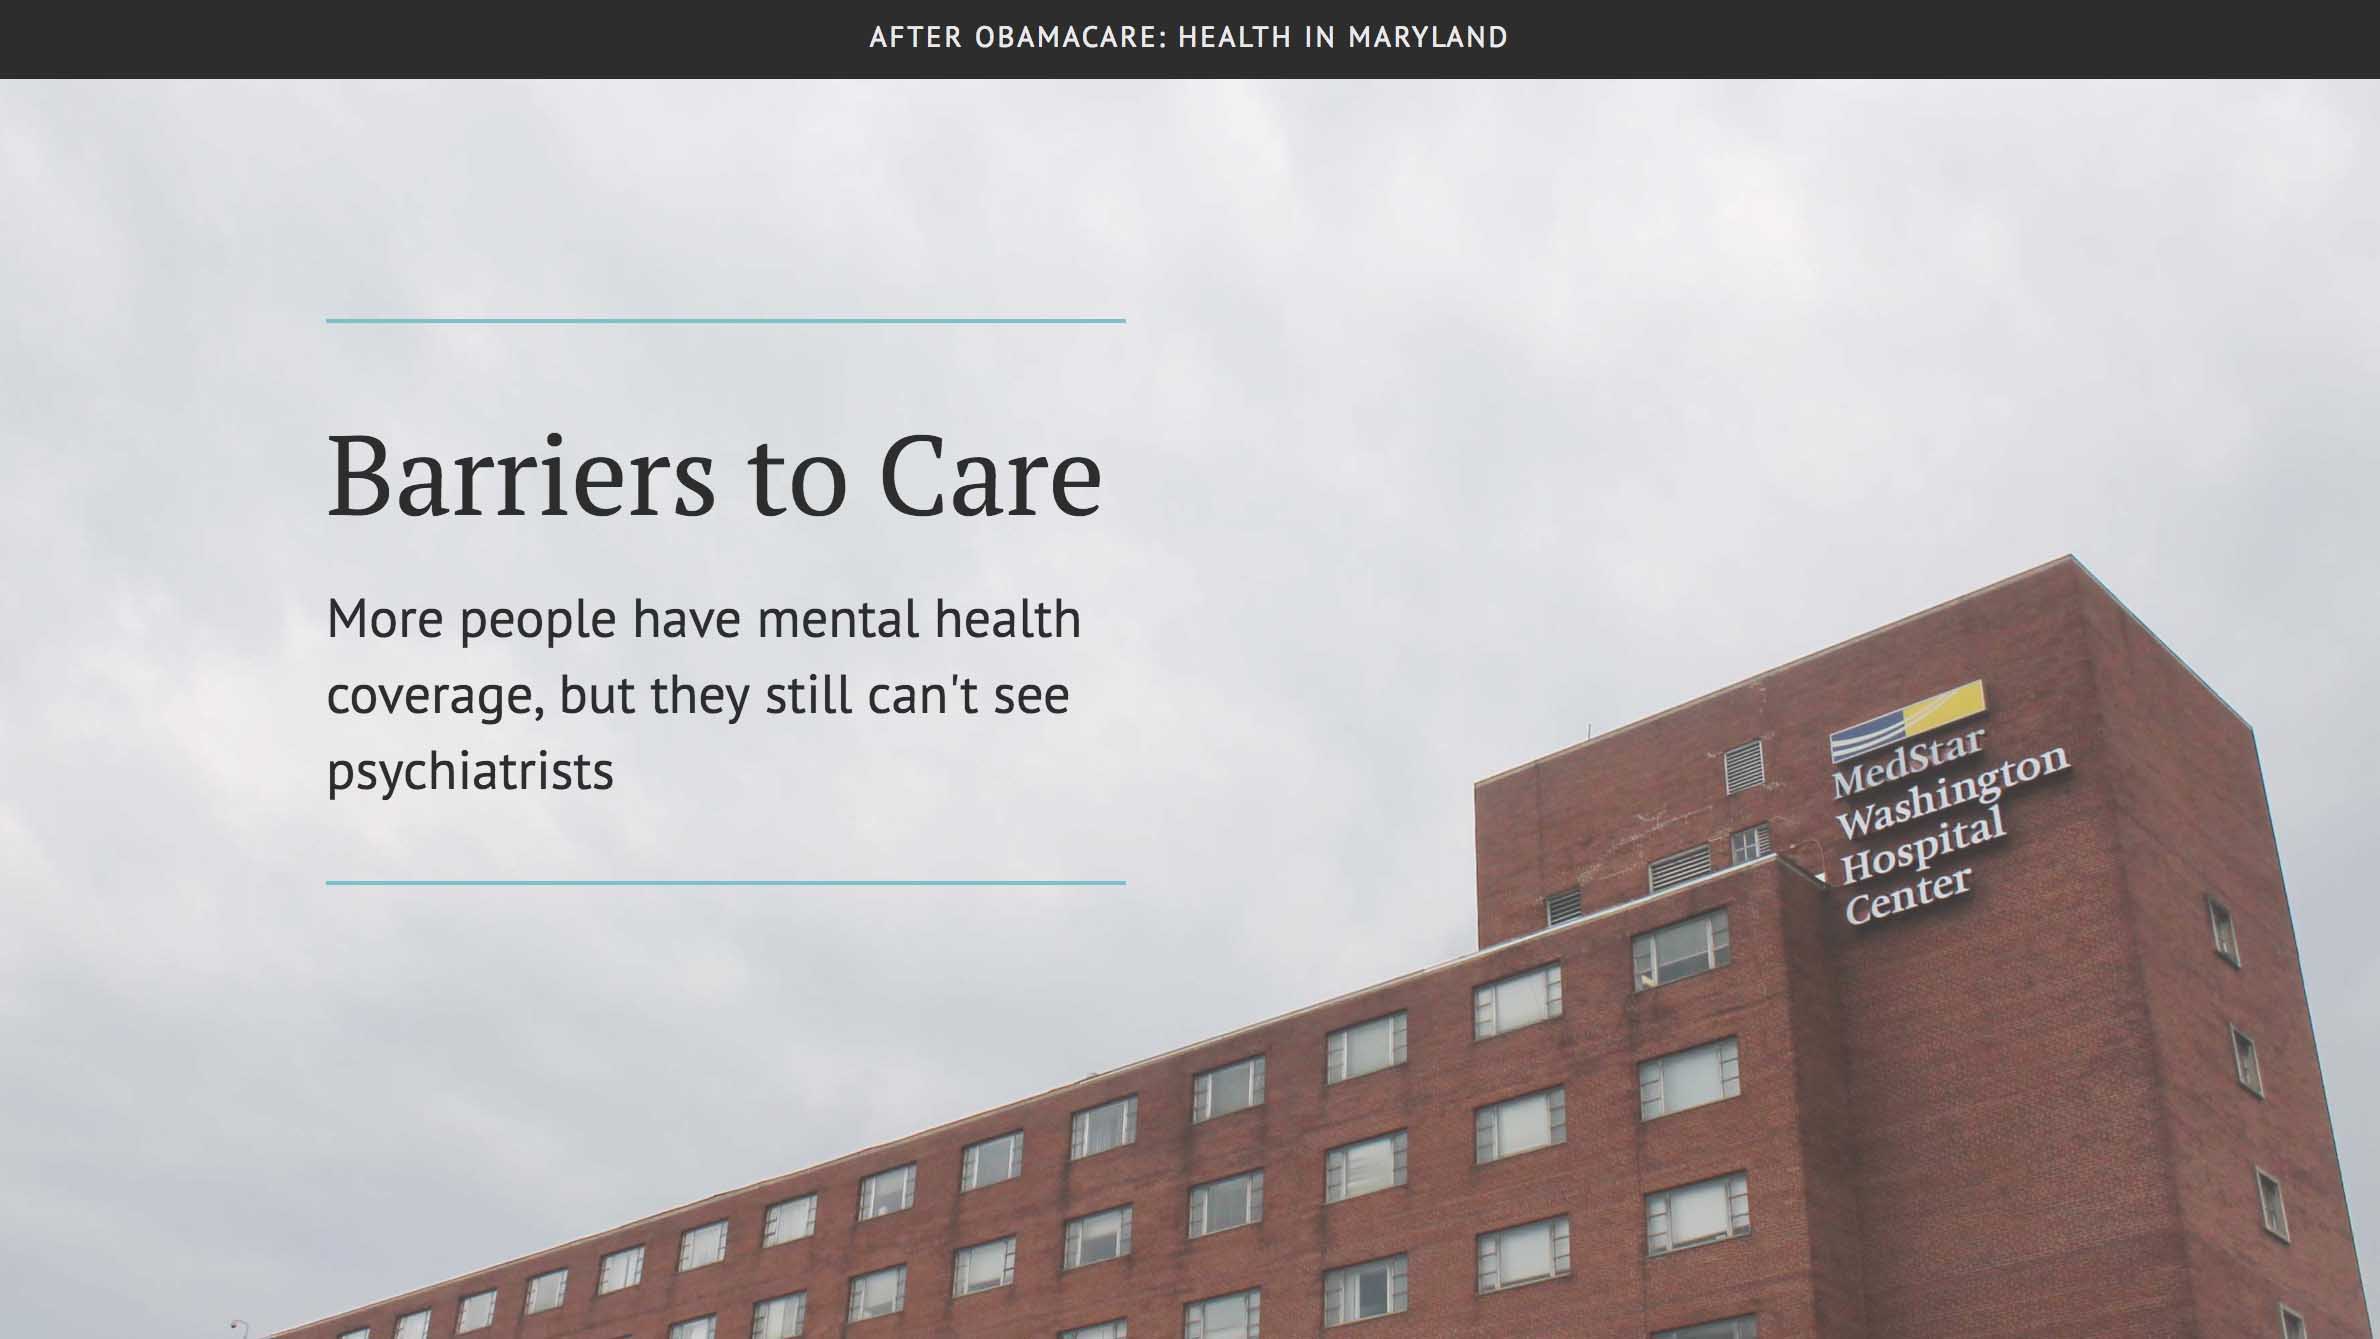 AFTER OBAMACARE: HEALTH IN MARYLAND
Barriers to Care
More people have mental health
coverage, but they still can't see
psychiatrists
MedStar
Washington
Hospital
Center